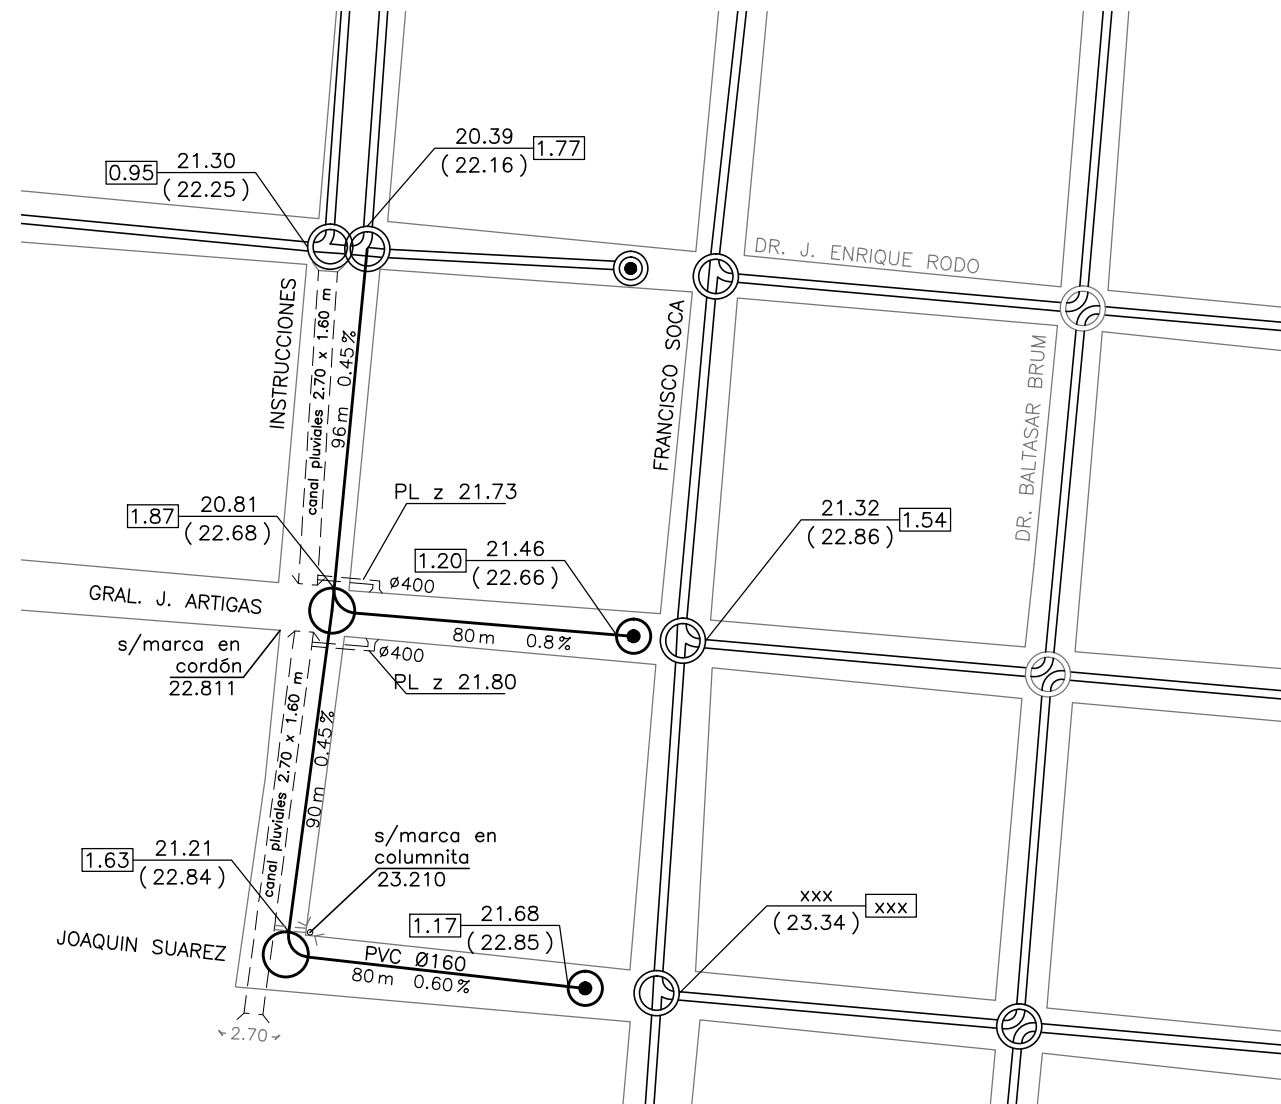 20.39
(22.16)
1.77
0.95
21.30
(22.25)
DR. J. ENRIQUE RODO
INSTRUCCIONES
canal pluviales 2.70 x 1.60 m
96m 0.45%
FRANCISCO SOCA
DR. BALTASAR BRUM
PL z 21.73
1.87
20.81
(22.68)
21.32
(22.86)
1.54
1.20
21.46
(22.66)
ø400
GRAL. J. ARTIGAS
80m 0.8%
s/marca en
cordón
22.811
ø400
PL z 21.80
canal pluviales 2.70 x 1.60 m
90m 0.45%
s/marca en
columnita
23.210
1.63
21.21
(22.84)
xxx
(23.34)
xxx
1.17
21.68
(22.85)
JOAQUIN SUAREZ
PVC Ø160
80m 0.60%
2.70